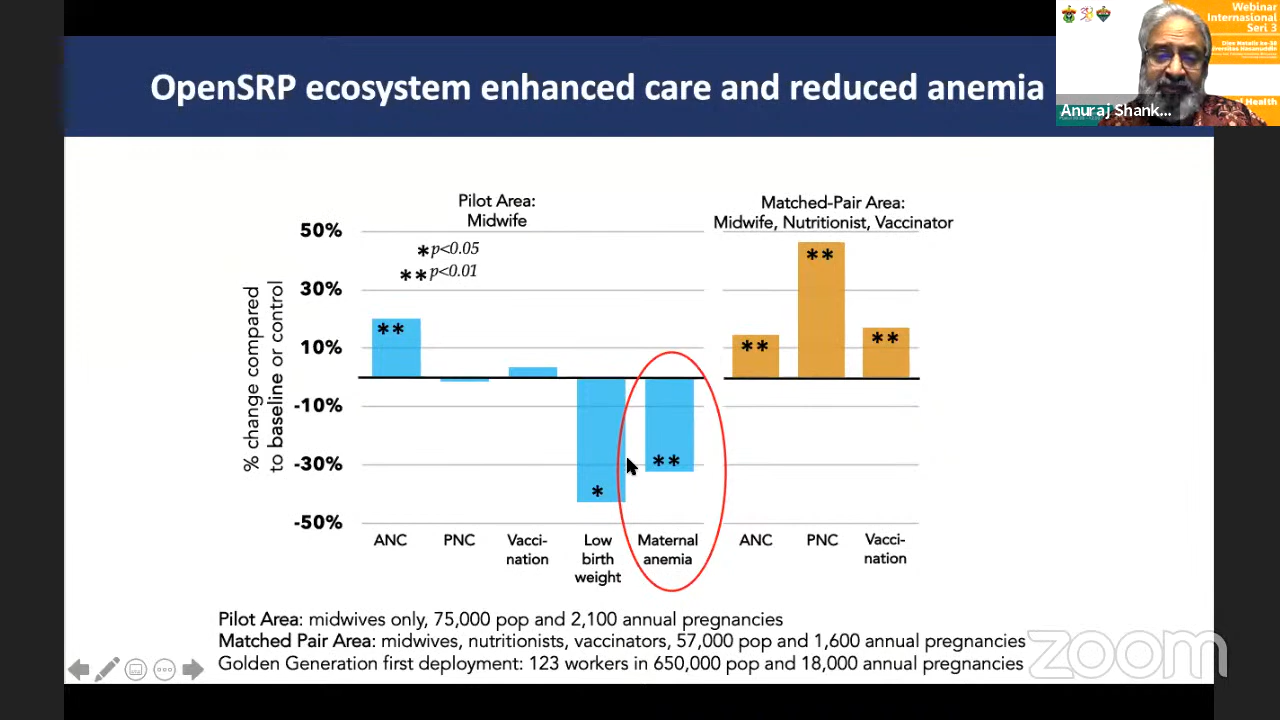 Webinar
Internasional
Seri 3
OpenSRP ecosystem enhanced care and reduced anemia
Anuraj Shank...
Pilot Area:
Midwife
Matched-Pair Area:
Midwife, Nutritionist, Vaccinator
*p<0.05
**p<0.01
% change compared
to baseline or control
50%
30%
10%
-10%
-30%
-50%
**
*
**
**
**
**
ANC
PNC
Vacci-
nation
Low
birth
weight
Maternal
anemia
ANC
PNC
Vacci-
nation
Pilot Area: midwives only, 75,000 pop and 2,100 annual pregnancies
Matched Pair Area: midwives, nutritionists, vaccinators, 57,000 pop and 1,600 annual pregnancies
Golden Generation first deployment: 123 workers in 650,000 pop and 18,000 annual pregnancies
zoom